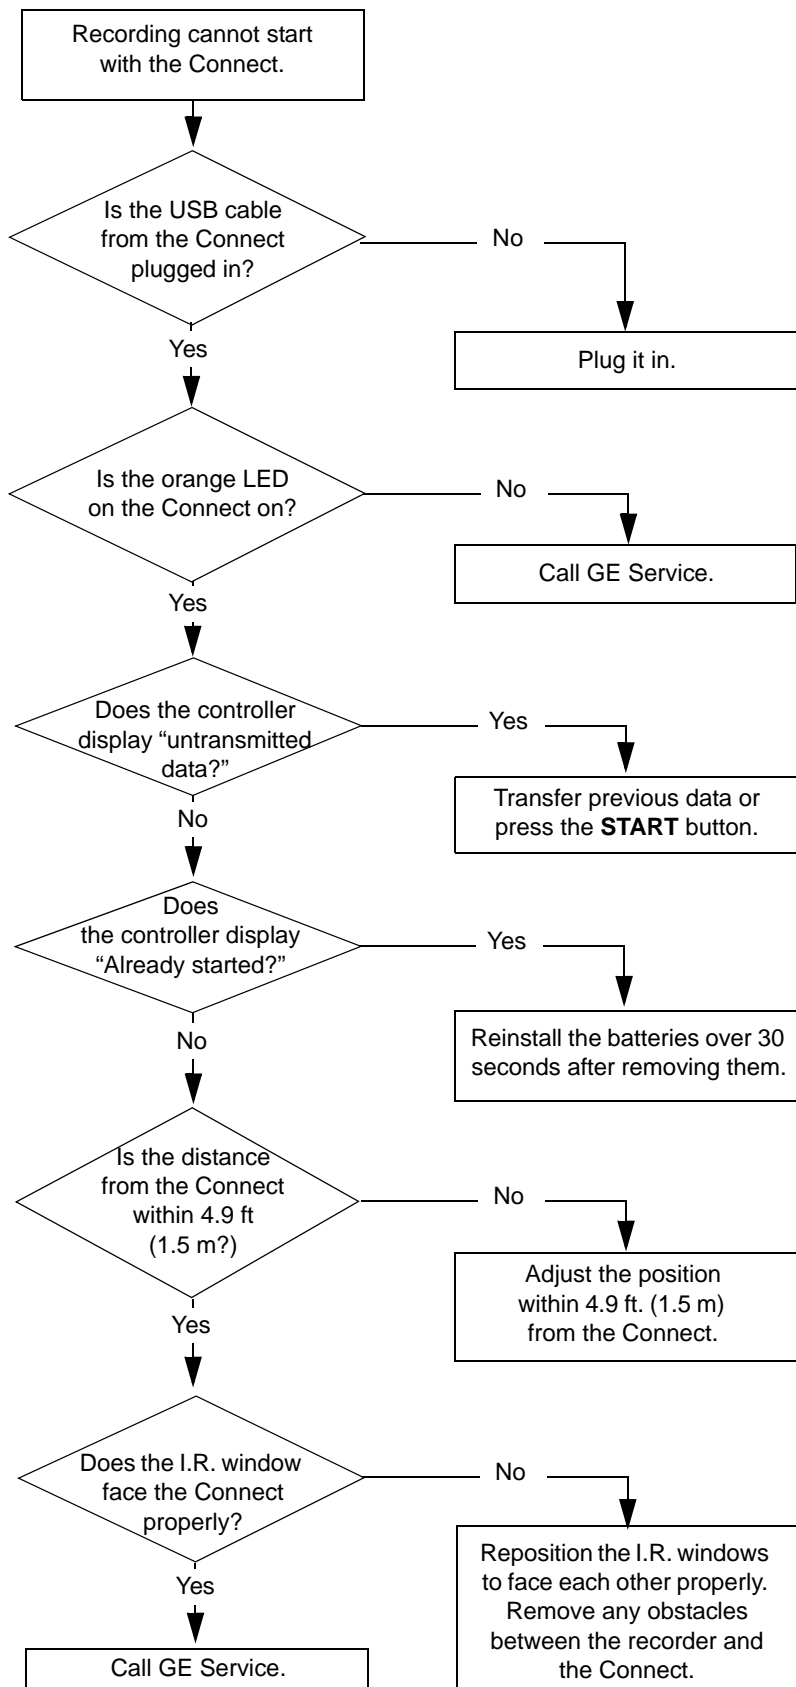 Recording cannot start
with the Connect.
Is the USB cable
from the Connect
plugged in?
No
Plug it in.
Yes
Is the orange LED
on the Connect on?
No
Call GE Service.
Yes
Does the controller
display “untransmitted
data?”
Yes
Transfer previous data or
press the START button.
No
Does
the controller display
“Already started?”
Yes
Reinstall the batteries over 30
seconds after removing them.
No
Is the distance
from the Connect
within 4.9 ft
(1.5 m?)
No
Adjust the position
within 4.9 ft. (1.5 m)
from the Connect.
Yes
Does the I.R. window
face the Connect
properly?
No
Reposition the I.R. windows
to face each other properly.
Remove any obstacles
between the recorder and
the Connect.
Yes
Call GE Service.